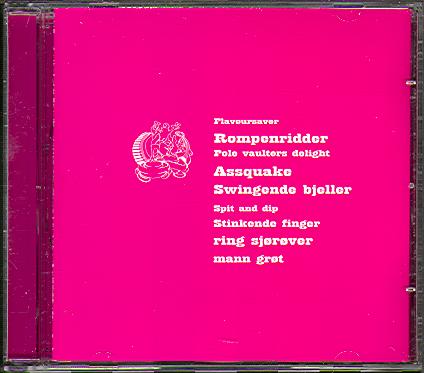 Flavoursaver
Rompenridder
Pole vaulters delight
Assquake
Swingende bjeller
Spit and dip
Stinkende finger
ring sjørøver
mann grøt